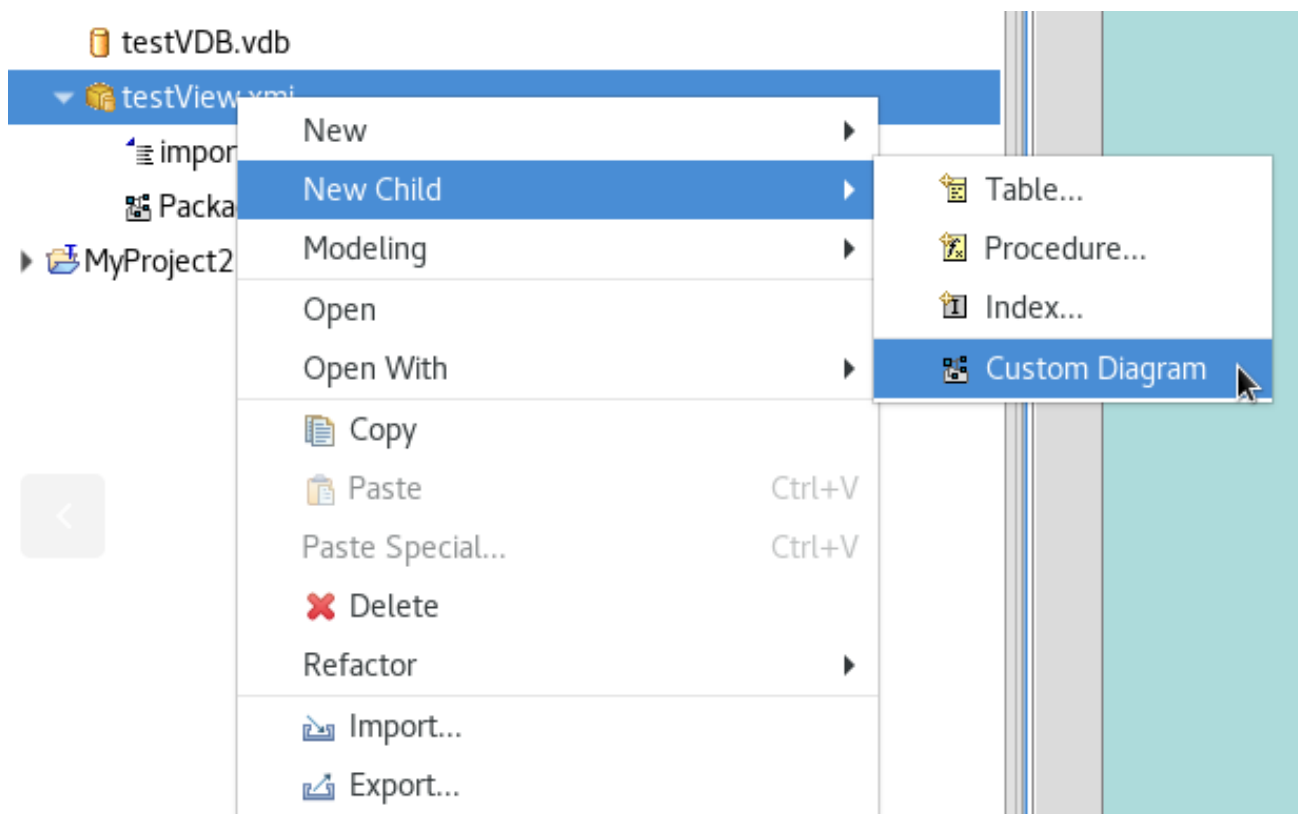 testVDB.vdb
testView.xmi
impor
Packa
MyProject2
New
New Child
Modeling
Open
Open With
Copy
Paste Ctrl+V
Paste Special... Ctrl+V
Delete
Refactor
Import...
Export...
Table...
Procedure...
Index...
Custom Diagram